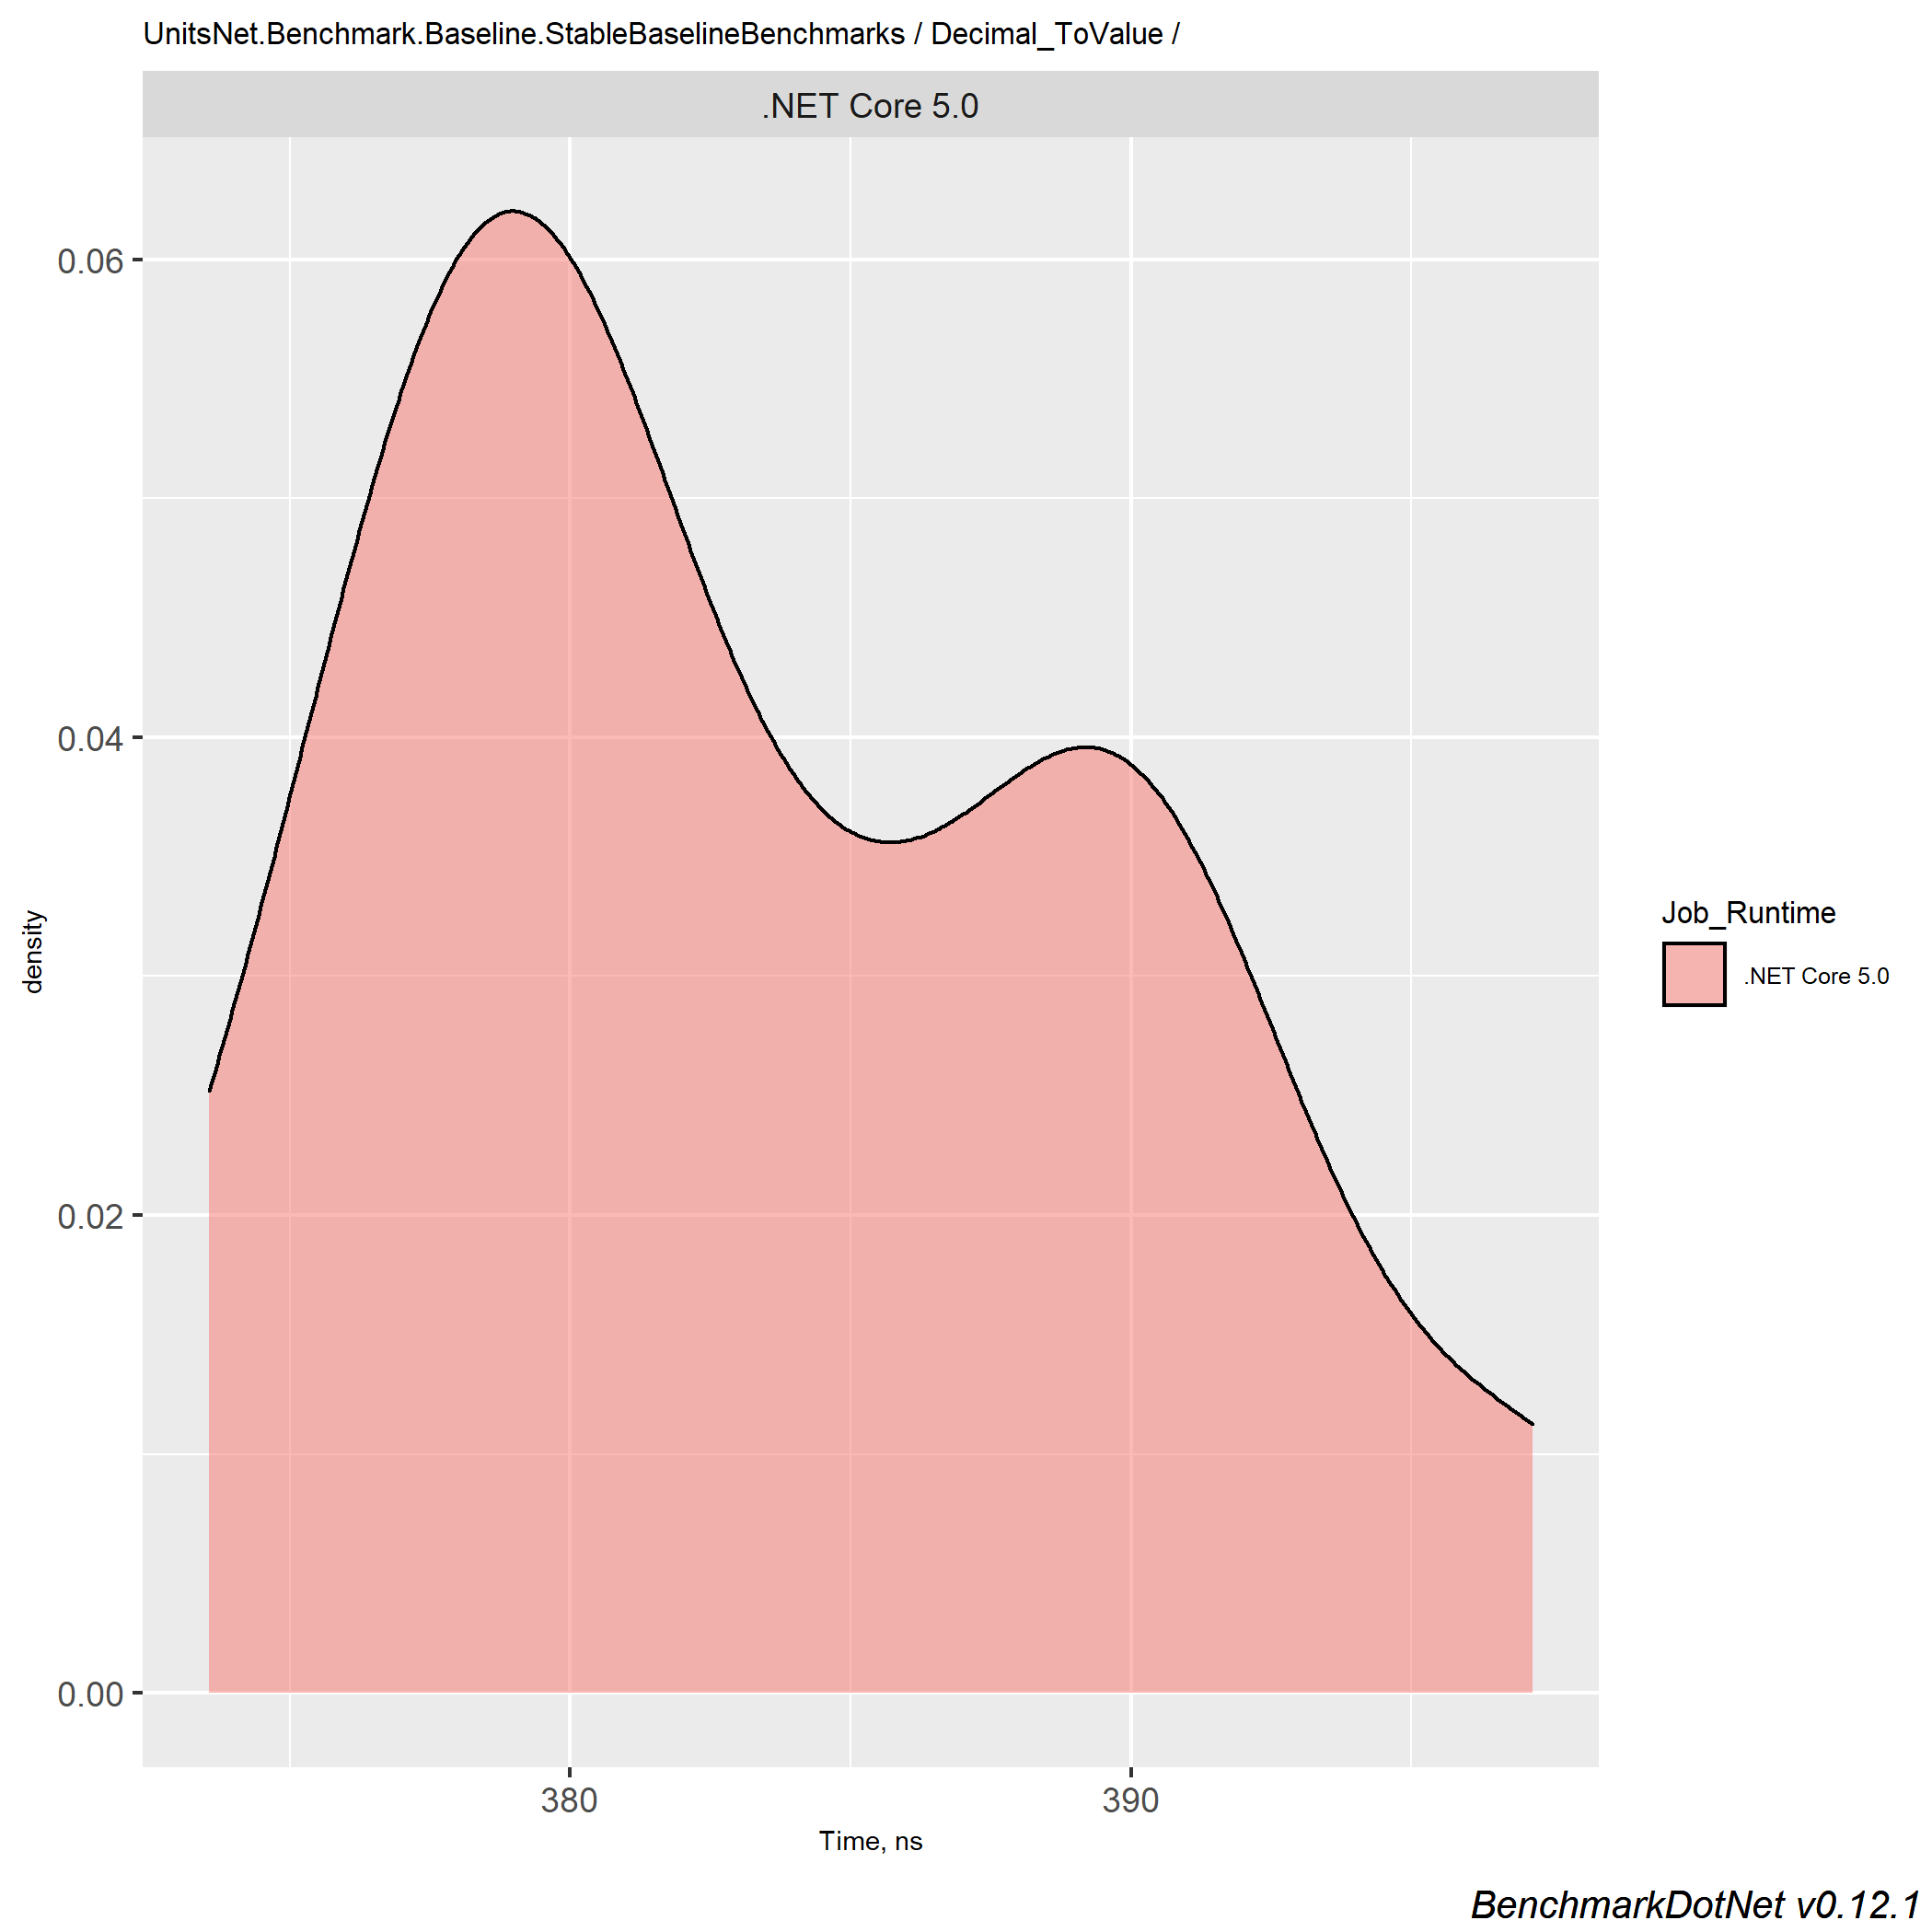 UnitsNet.Benchmark.Baseline.StableBaselineBenchmarks / Decimal_ToValue /
.NET Core 5.0
0.06
0.04
0.02
0.00
density
380 390
Time, ns
Job_Runtime
.NET Core 5.0
BenchmarkDotNet v0.12.1